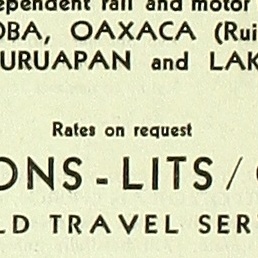 ependent rail and motor
OBA, OAXACA (Rui
URUAPAN and LAK
Rates on request
ONS-LITS/
LD TRAVEL SER